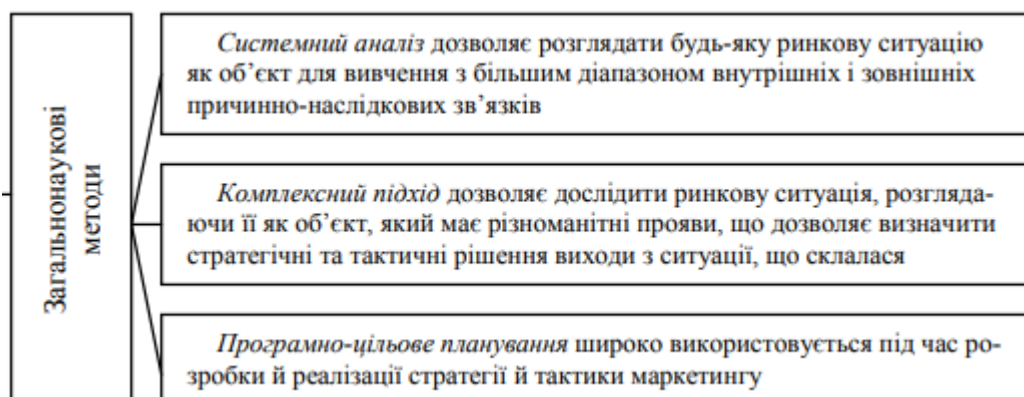 Загальнонаукові
методи
Системний аналіз дозволяє розглядати будь-яку ринкову ситуацію
як об’єкт для вивчення з більшим діапазоном внутрішніх і зовнішніх
причинно-наслідкових зв’язків
Комплексний підхід дозволяє дослідити ринкову ситуація, розгляда-
ючи її як об’єкт, який має різноманітні прояви, що дозволяє визначити
стратегічні та тактичні рішення виходи з ситуації, що склалася
Програмно-цільове планування широко використовується під час ро-
зробки й реалізації стратегії й тактики маркетингу